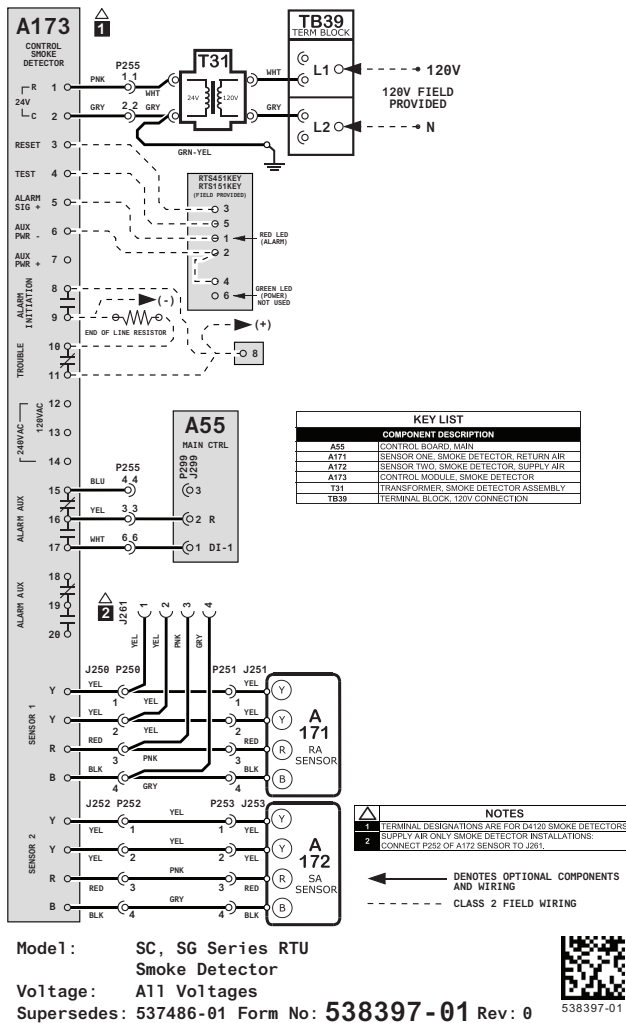 A173
CONTROL
SMOKE
DETECTOR
1
P255
T31
TB39
TERM BLOCK
24V
R 1
PNK
1 1
WHT
24V
120V
WHT
L1
120V
120V FIELD
PROVIDED
C 2
GRY
2 2
GRY
GRY
L2
N
GRN-YEL
RESET 3
TEST 4
ALARM
SIG + 5
AUX
PWR - 6
AUX
PWR + 7
RTS451KEY
RTS151KEY
(FIELD PROVIDED)
3
5
1
RED LED
(ALARM)
2
4
6
GREEN LED
(POWER)
NOT USED
ALARM
INITIATION
8
9
(-)
END OF LINE RESISTOR
(+)
8
TROUBLE
10
11
240VAC
120VAC
12
13
14
A55
MAIN CTRL
P299
J299
P255
ALARM AUX
15
BLU
4 4
3
16
YEL
3 3
2 R
17
WHT
6 6
1 DI-1
ALARM AUX
18
19
20
KEY LIST
COMPONENT DESCRIPTION
A55 CONTROL BOARD, MAIN
A171 SENSOR ONE, SMOKE DETECTOR, RETURN AIR
A172 SENSOR TWO, SMOKE DETECTOR, SUPPLY AIR
A173 CONTROL MODULE, SMOKE DETECTOR
T31 TRANSFORMER, SMOKE DETECTOR ASSEMBLY
TB39 TERMINAL BLOCK, 120V CONNECTION
2
J261
1 2 3 4
YEL YEL PNK GRY
SENSOR 1
J250 P250 P251 J251
Y YEL 1 YEL 1 YEL Y
Y YEL 2 YEL 2 YEL Y
R RED 3 PNK 3 RED R
B BLK 4 GRY 4 BLK B
A
171
RA
SENSOR
SENSOR 2
J252 P252 P253 J253
Y YEL 1 YEL 1 YEL Y
Y YEL 2 YEL 2 YEL Y
R RED 3 PNK 3 RED R
B BLK 4 GRY 4 BLK B
A
172
SA
SENSOR
NOTES
1 TERMINAL DESIGNATIONS ARE FOR D4120 SMOKE DETECTORS
2 SUPPLY AIR ONLY SMOKE DETECTOR INSTALLATIONS:
CONNECT P252 OF A172 SENSOR TO J261.
DENOTES OPTIONAL COMPONENTS
AND WIRING
CLASS 2 FIELD WIRING
Model: SC, SG Series RTU
Smoke Detector
Voltage: All Voltages
Supersedes: 537486-01 Form No: 538397-01 Rev: 0
538397-01